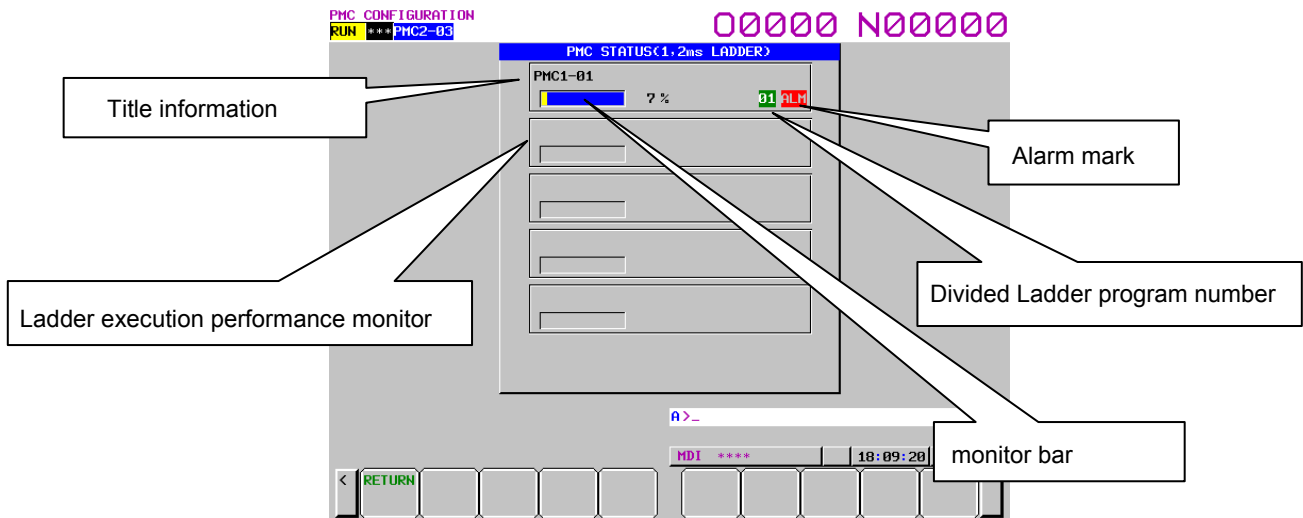 PMC CONFIGURATION
RUN ***PMC2-03
O0000 N00000
PMC STATUS(1,2ms LADDER)
PMC1-01
7 %
01 ALM
Title information
Alarm mark
Ladder execution performance monitor
Divided Ladder program number
monitor bar
A>_
MDI ****
18:09:20
< RETURN